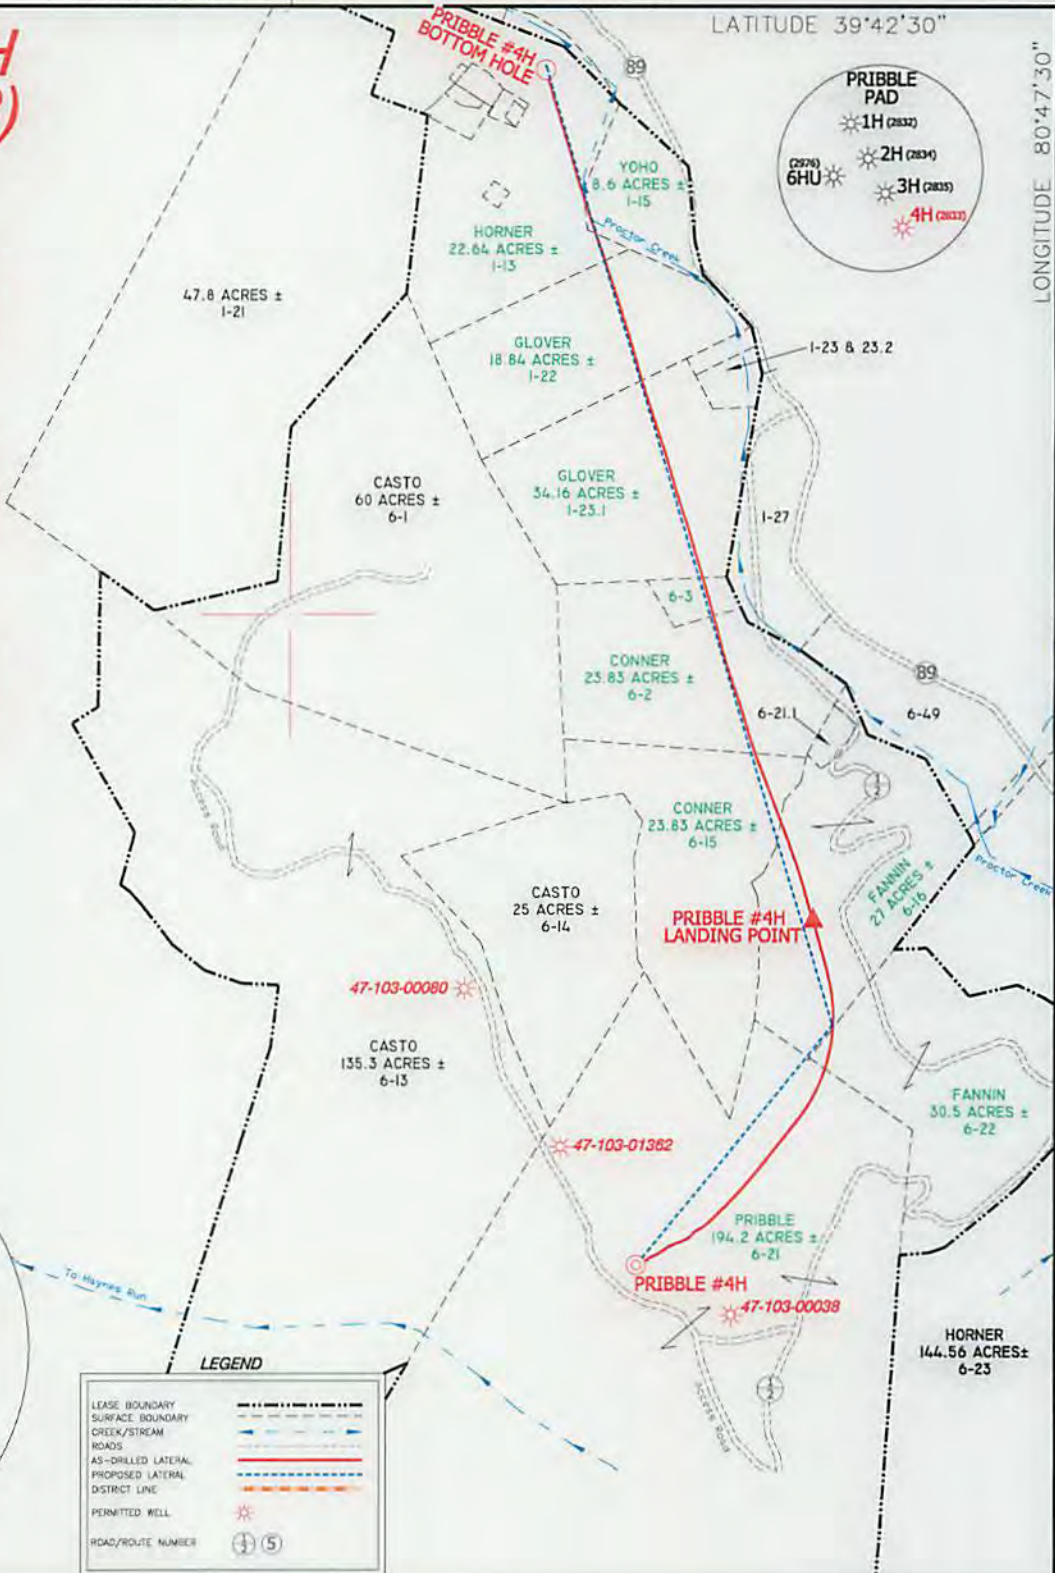 LATITUDE 39°42'30"
LONGITUDE 80°47'30"
H
PRIBBLE #4H
BOTTOM HOLE
89
PRIBBLE
PAD
1H (2832)
2H (2834)
(2976)
6HU
3H (2835)
4H (2833)
YOHO
8.6 ACRES ±
1-15
HORNER
22.64 ACRES ±
1-13
Proctor Creek
47.8 ACRES ±
1-21
GLOVER
18.84 ACRES ±
1-22
1-23 & 23.2
CASTO
60 ACRES ±
6-1
GLOVER
34.16 ACRES ±
1-23.1
1-27
6-3
CONNER
23.83 ACRES ±
6-2
89
6-21.1
6-49
Access Road
CONNER
23.83 ACRES ±
6-15
Proctor Creek
FANNIN
27 ACRES ±
6-16
CASTO
25 ACRES ±
6-14
PRIBBLE #4H
LANDING POINT
47-103-00080
CASTO
135.3 ACRES ±
6-13
FANNIN
30.5 ACRES ±
6-22
47-103-01362
PRIBBLE
194.2 ACRES ±
6-21
To Haynes Run
PRIBBLE #4H
47-103-00038
HORNER
144.56 ACRES±
6-23
Access Road
LEGEND
LEASE BOUNDARY
SURFACE BOUNDARY
CREEK/STREAM
ROADS
AS-DRILLED LATERAL
PROPOSED LATERAL
DISTRICT LINE
PERMITTED WELL
ROAD/ROUTE NUMBER
5